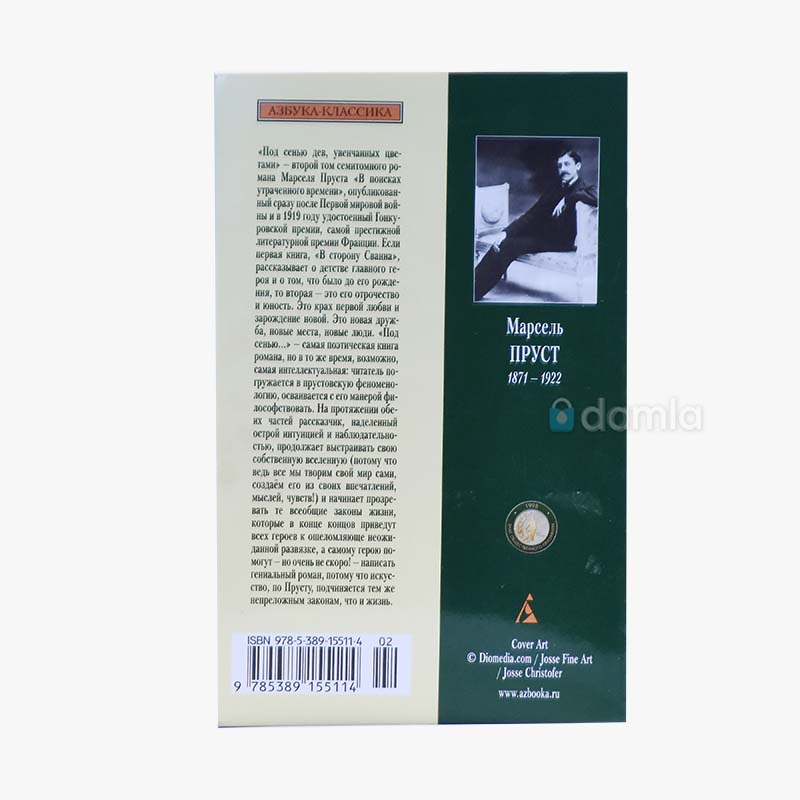 АЗБУКА-КЛАССИКА
«Под сенью дев, увенчанных цве-
тами» – второй том семитомного ро-
мана Марселя Пруста «В поисках
утраченного времени», опубликован-
ный сразу после Первой мировой вой-
ны и в 1919 году удостоенный Гонку-
ровской премии, самой престижной
литературной премии Франции. Если
первая книга, «В сторону Сванна»,
рассказывает о детстве главного ге-
роя и о том, что было до его рожде-
ния, то вторая – это его отрочество
и юность. Это крах первой любви и
зарождение новой. Это новая друж-
ба, новые места, новые люди. «Под
сенью...» – самая поэтическая книга
романа, но в то же время, возможно,
самая интеллектуальная: читатель по-
гружается в прустовскую феномено-
логию, осваивается с его манерой фи-
лософствовать. На протяжении обе-
их частей рассказчик, наделенный
острой интуицией и наблюдательно-
стью, продолжает выстраивать свою
собственную вселенную (потому что
ведь все мы творим свой мир сами,
создаём его из своих впечатлений,
мыслей, чувств!) и начинает прозре-
вать те всеобщие законы жизни,
которые в конце концов приведут
всех героев к ошеломляющей неожи-
данной развязке, а самому герою по-
могут – но очень не скоро! – написать
гениальный роман, потому что искус-
ство, по Прусту, подчиняется тем же
непреложным законам, что и жизнь.
ISBN 978-5-389-15511-4 02
9 785389 155114
Марсель
ПРУСТ
1871 – 1922
damla
1998
Cover Art
© Diomedia.com / Josse Fine Art
/ Josse Christofer
www.azbooka.ru